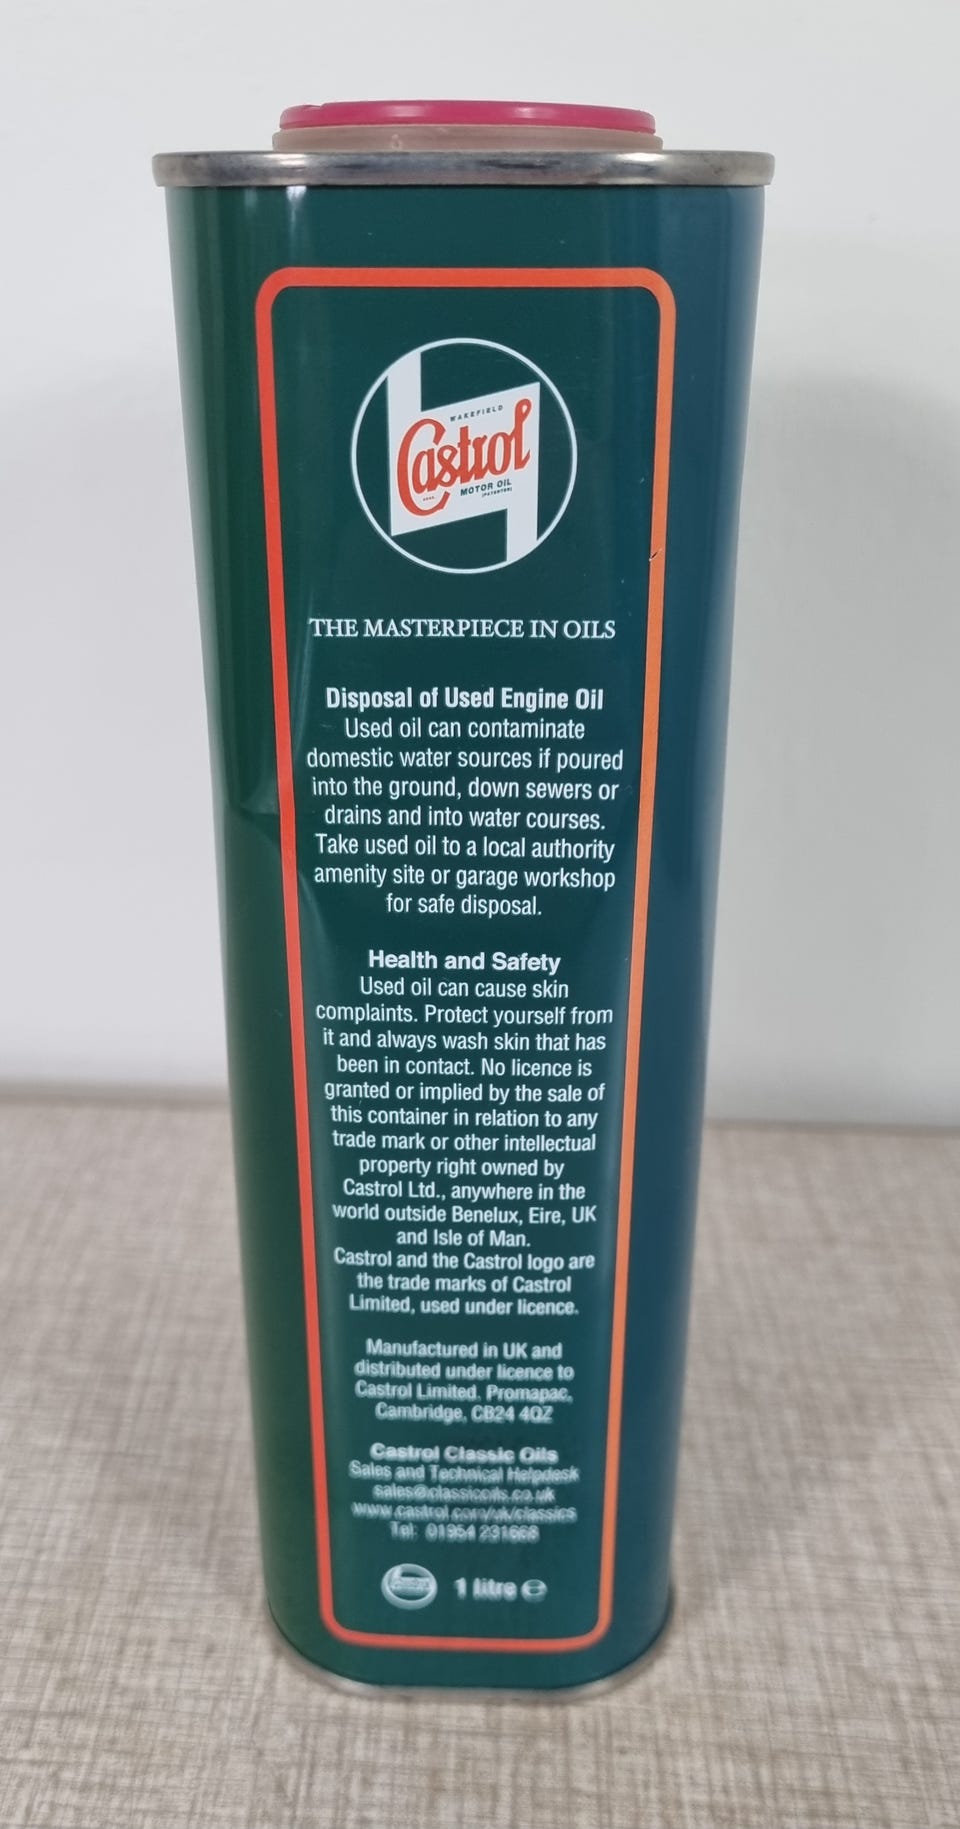 WAKEFIELD
Castrol
MOTOR OIL
(PATENTED)
THE MASTERPIECE IN OILS
Disposal of Used Engine Oil
Used oil can contaminate
domestic water sources if poured
into the ground, down sewers or
drains and into water courses.
Take used oil to a local authority
amenity site or garage workshop
for safe disposal.
Health and Safety
Used oil can cause skin
complaints. Protect yourself from
it and always wash skin that has
been in contact. No licence is
granted or implied by the sale of
this container in relation to any
trade mark or other intellectual
property right owned by
Castrol Ltd., anywhere in the
world outside Benelux, Eire, UK
and Isle of Man.
Castrol and the Castrol logo are
the trade marks of Castrol
Limited, used under licence.
Manufactured in UK and
distributed under licence to
Castrol Limited. Promapac,
Cambridge, CB24 4QZ
Castrol Classic Oils
Sales and Technical Helpdesk
sales@classicoils.co.uk
www.castrol.com/uk/classics
Tel: 01954 231668
1 litre ℮